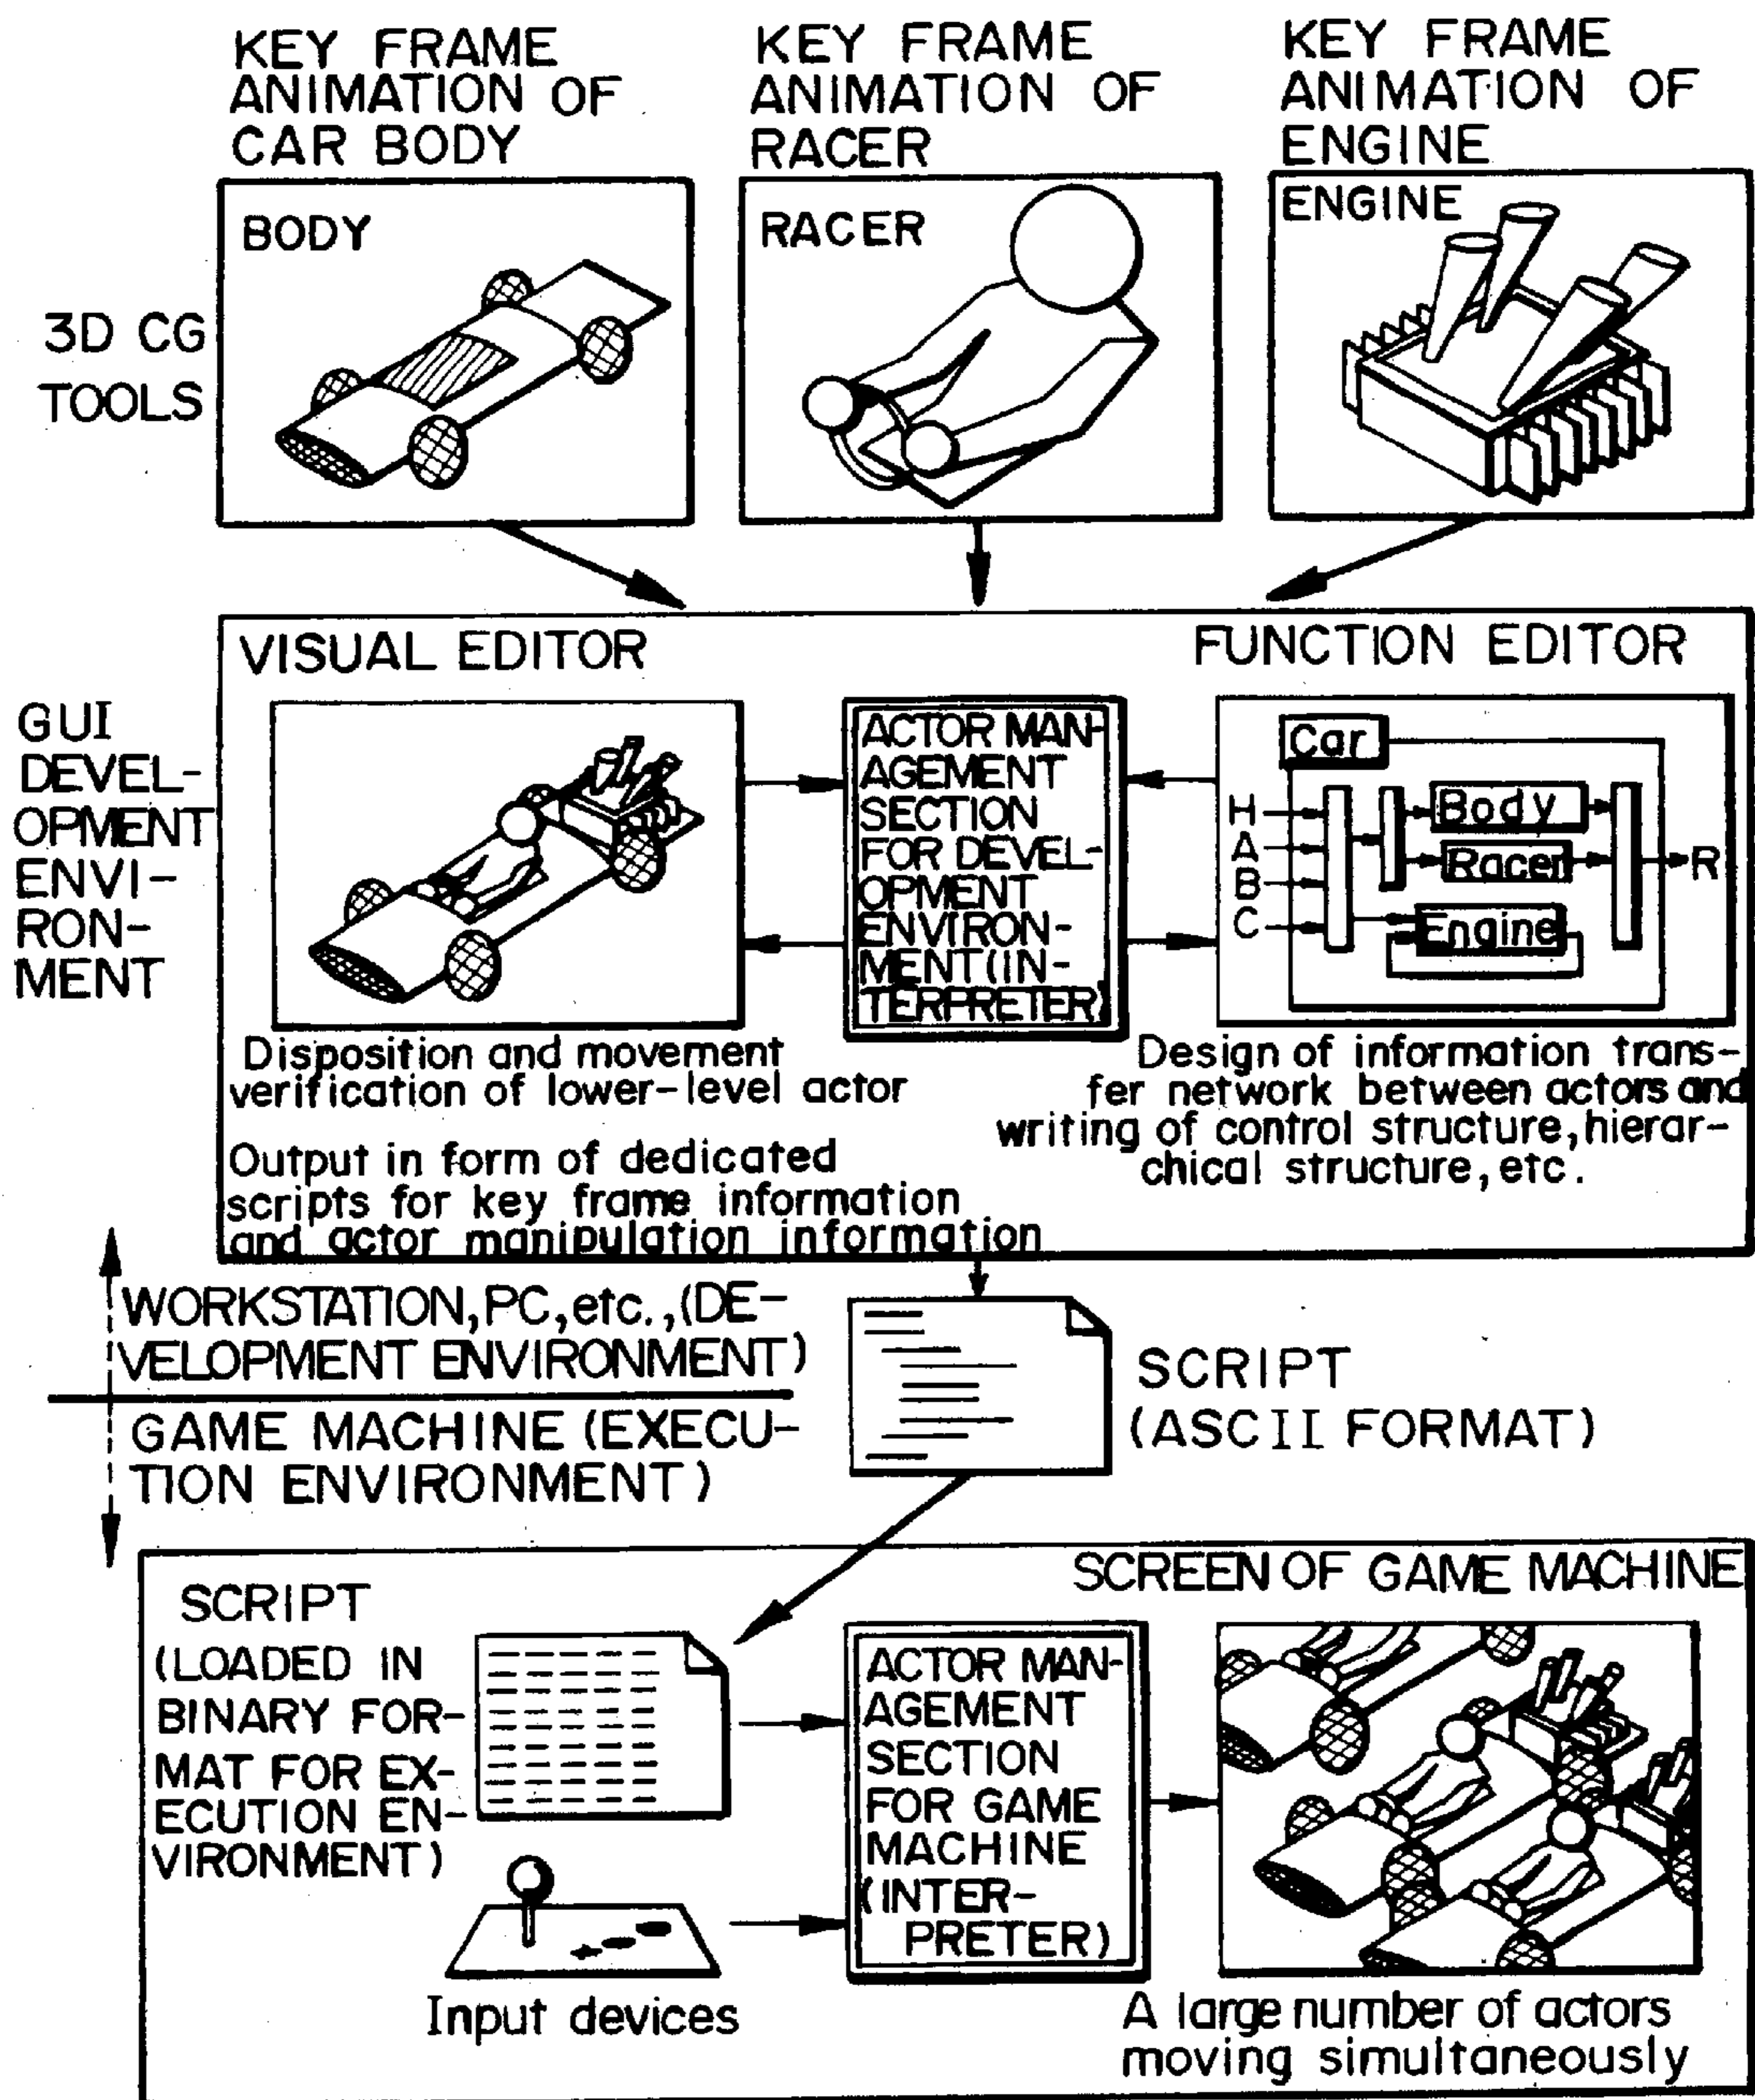 KEY FRAME
ANIMATION OF
CAR BODY
KEY FRAME
ANIMATION OF
RACER
KEY FRAME
ANIMATION OF
ENGINE
BODY
RACER
ENGINE
3D CG
TOOLS
VISUAL EDITOR
FUNCTION EDITOR
GUI
DEVEL-
OPMENT
ENVI-
RON-
MENT
ACTOR MAN-
AGEMENT
SECTION
FOR DEVEL-
OPMENT
ENVIRON-
MENT(IN-
TERPRETER)
Car
H
A
B
C
Body
Racer
Engine
R
Disposition and movement
verification of lower-level actor
Output in form of dedicated
scripts for key frame information
and actor manipulation information
Design of information trans-
fer network between actors and
writing of control structure, hierar-
chical structure, etc.
WORKSTATION, PC, etc., (DE-
VELOPMENT ENVIRONMENT)
GAME MACHINE (EXECU-
TION ENVIRONMENT)
SCRIPT
(ASCII FORMAT)
SCREEN OF GAME MACHINE
SCRIPT
(LOADED IN
BINARY FOR-
MAT FOR EX-
ECUTION EN-
VIRONMENT)
ACTOR MAN-
AGEMENT
SECTION
FOR GAME
MACHINE
(INTER-
PRETER)
Input devices
A large number of actors
moving simultaneously